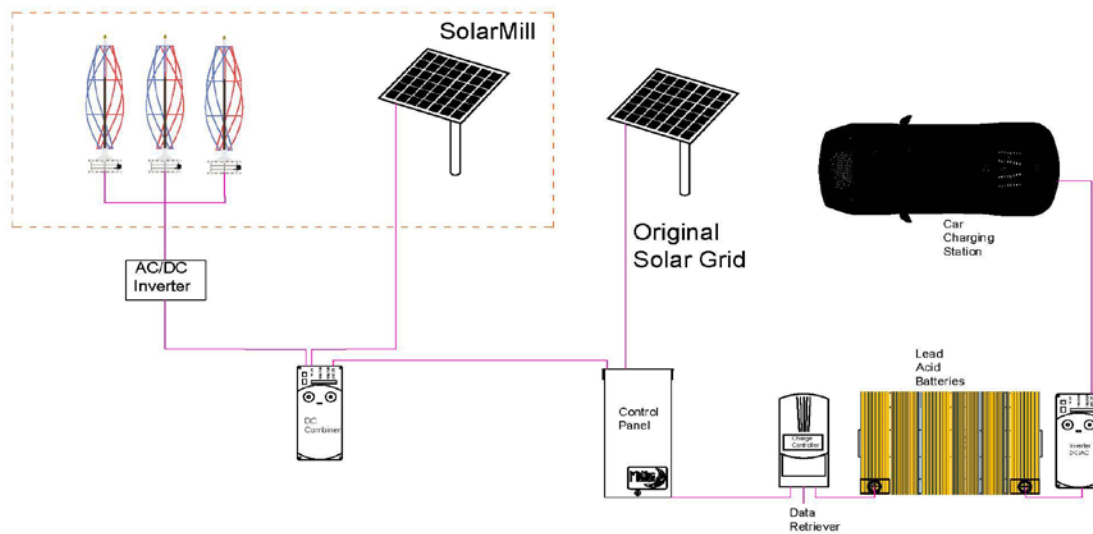 SolarMill
Original
Solar Grid
AC/DC
Inverter
Car
Charging
Station
Lead
Acid
Batteries
DC
Combiner
Control
Panel
Charge
Controller
Inverter
DC/AC
Data
Retriever